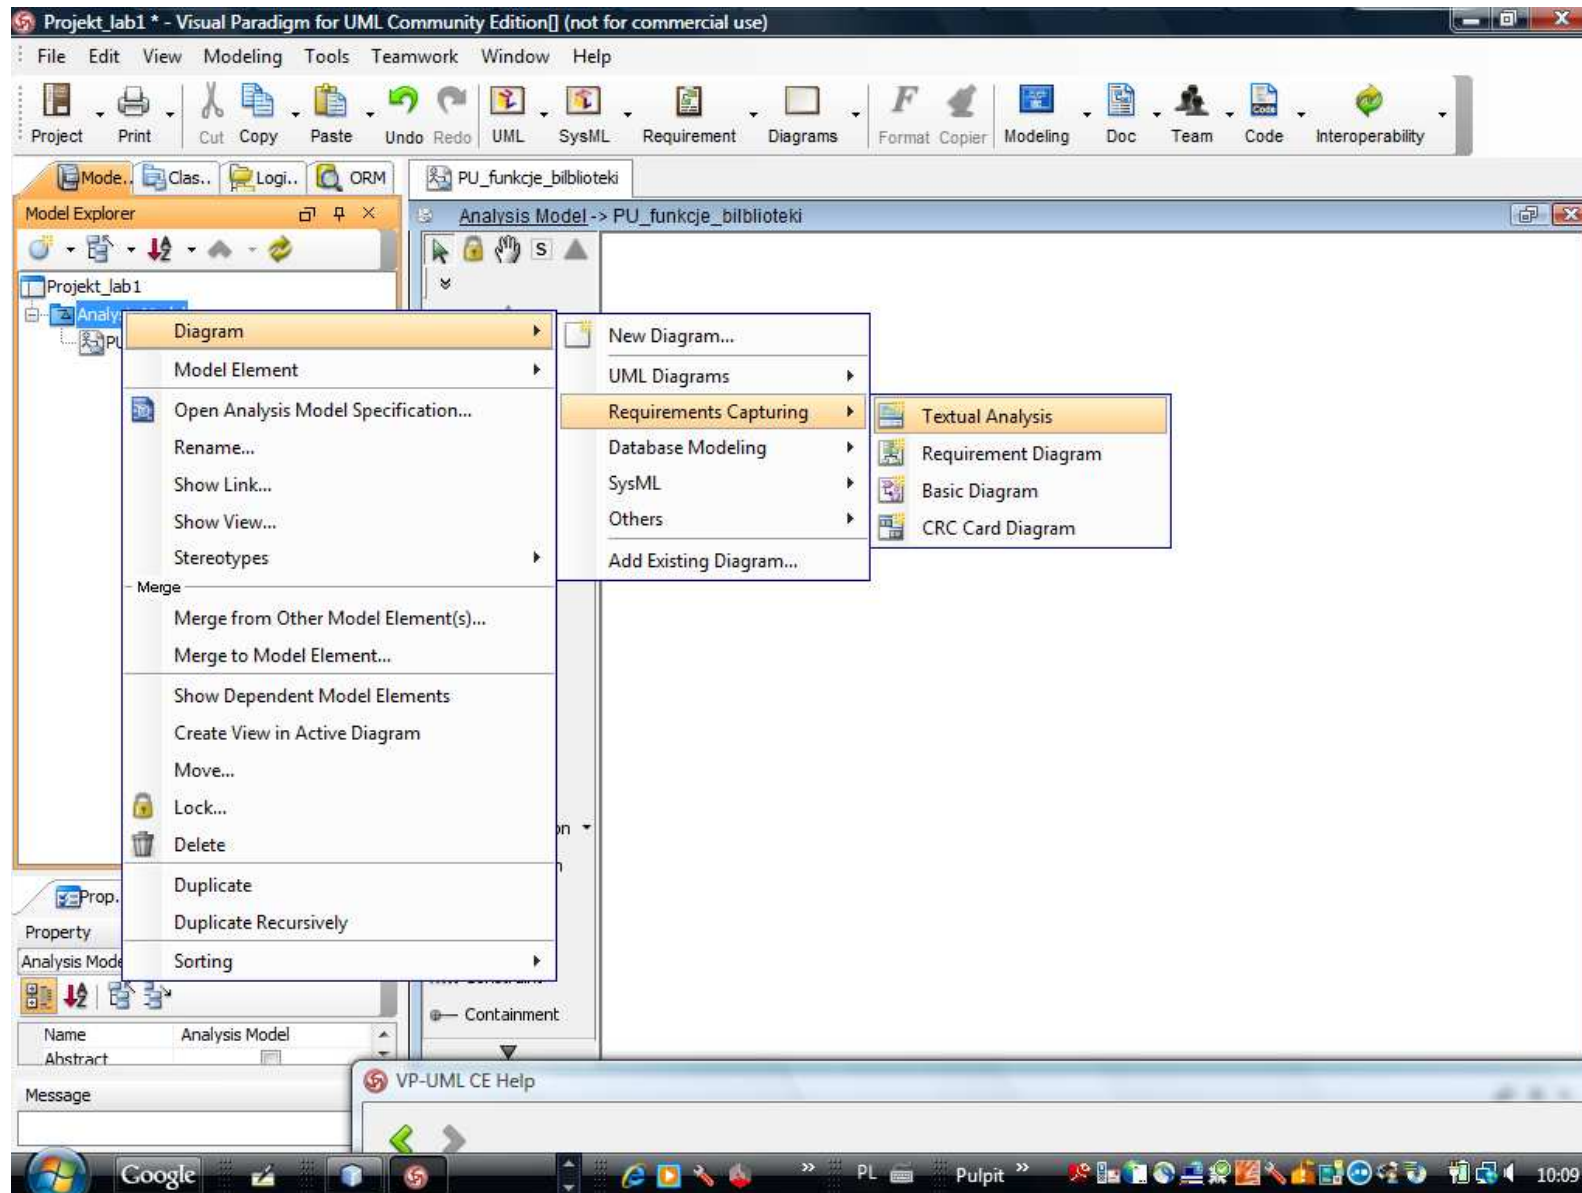 Projekt_lab1 * - Visual Paradigm for UML Community Edition[] (not for commercial use)
File Edit View Modeling Tools Teamwork Window Help
Project Print Cut Copy Paste Undo Redo UML SysML Requirement Diagrams Format Copier Modeling Doc Team Code Interoperability
Mode.. Clas.. Logi.. ORM PU_funkcje_bilblioteki
Model Explorer
Analysis Model -> PU_funkcje_bilblioteki
S
Projekt_lab1
Analy
PU
Diagram
Model Element
Open Analysis Model Specification...
Rename...
Show Link...
Show View...
Stereotypes
Merge
Merge from Other Model Element(s)...
Merge to Model Element...
Show Dependent Model Elements
Create View in Active Diagram
Move...
Lock...
Delete
Duplicate
Duplicate Recursively
Sorting
New Diagram...
UML Diagrams
Requirements Capturing
Database Modeling
SysML
Others
Add Existing Diagram...
Textual Analysis
Requirement Diagram
Basic Diagram
CRC Card Diagram
on
Containment
Prop.
Property
Analysis Mode
Name Analysis Model
Abstract
Message
VP-UML CE Help
Google PL Pulpit 10:09